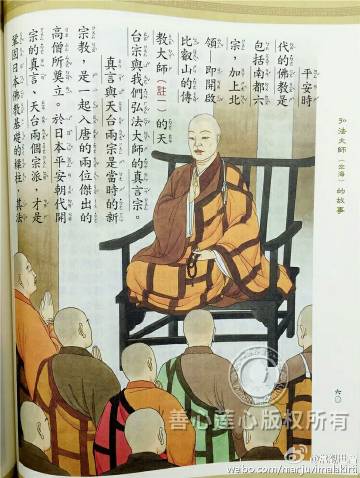 平安時
代的佛教是
包括南都六
宗，加上北
領—即開啟
比叡山的傳
教大師（註一）的天
台宗與我們弘法大師的真言宗。
真言與天台兩宗是當時的新
宗教，是一起入唐的兩位傑出的
高僧所奠立。於日本平安朝代開
宗的真言、天台兩個宗派，才是
鞏固日本佛教基礎的樑柱，其法
弘法大師（空海）的故事
六〇
善心莲心版权所有
weibo.com/manjuvimalakirti